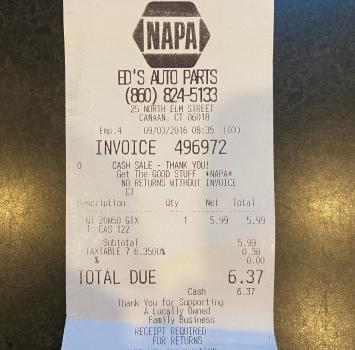 NAPA
ED'S AUTO PARTS
(860) 824-5133
25 NORTH ELM STREET
CANAAN, CT 06018
Emp.4 09/03/2016 08:35 (03)
INVOICE 496972
0 CASH SALE - THANK YOU!
Get The GOOD STUFF *NAPA*
NO RETURNS WITHOUT INVOICE
CT
Description Qty Net Total
QT 20W50 GTX 1 5.99 5.99
T CAS 122
Subtotal 5.99
TAXTABLE 7 6.3500% 0.38
% 0.00
TOTAL DUE 6.37
Cash 6.37
Thank You for Supporting
A Locally Owned
Family Business
RECEIPT REQUIRED
FOR RETURNS